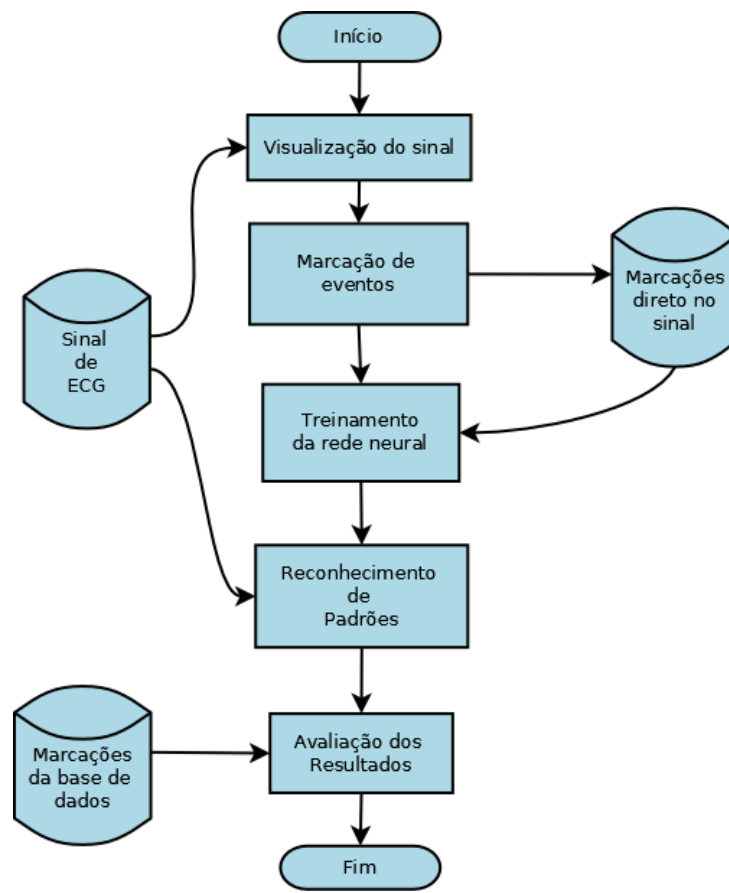 Início
Visualização do sinal
Marcação de
eventos
Marcações
direto no
sinal
Sinal
de
ECG
Treinamento
da rede neural
Reconhecimento
de
Padrões
Marcações
da base de
dados
Avaliação dos
Resultados
Fim